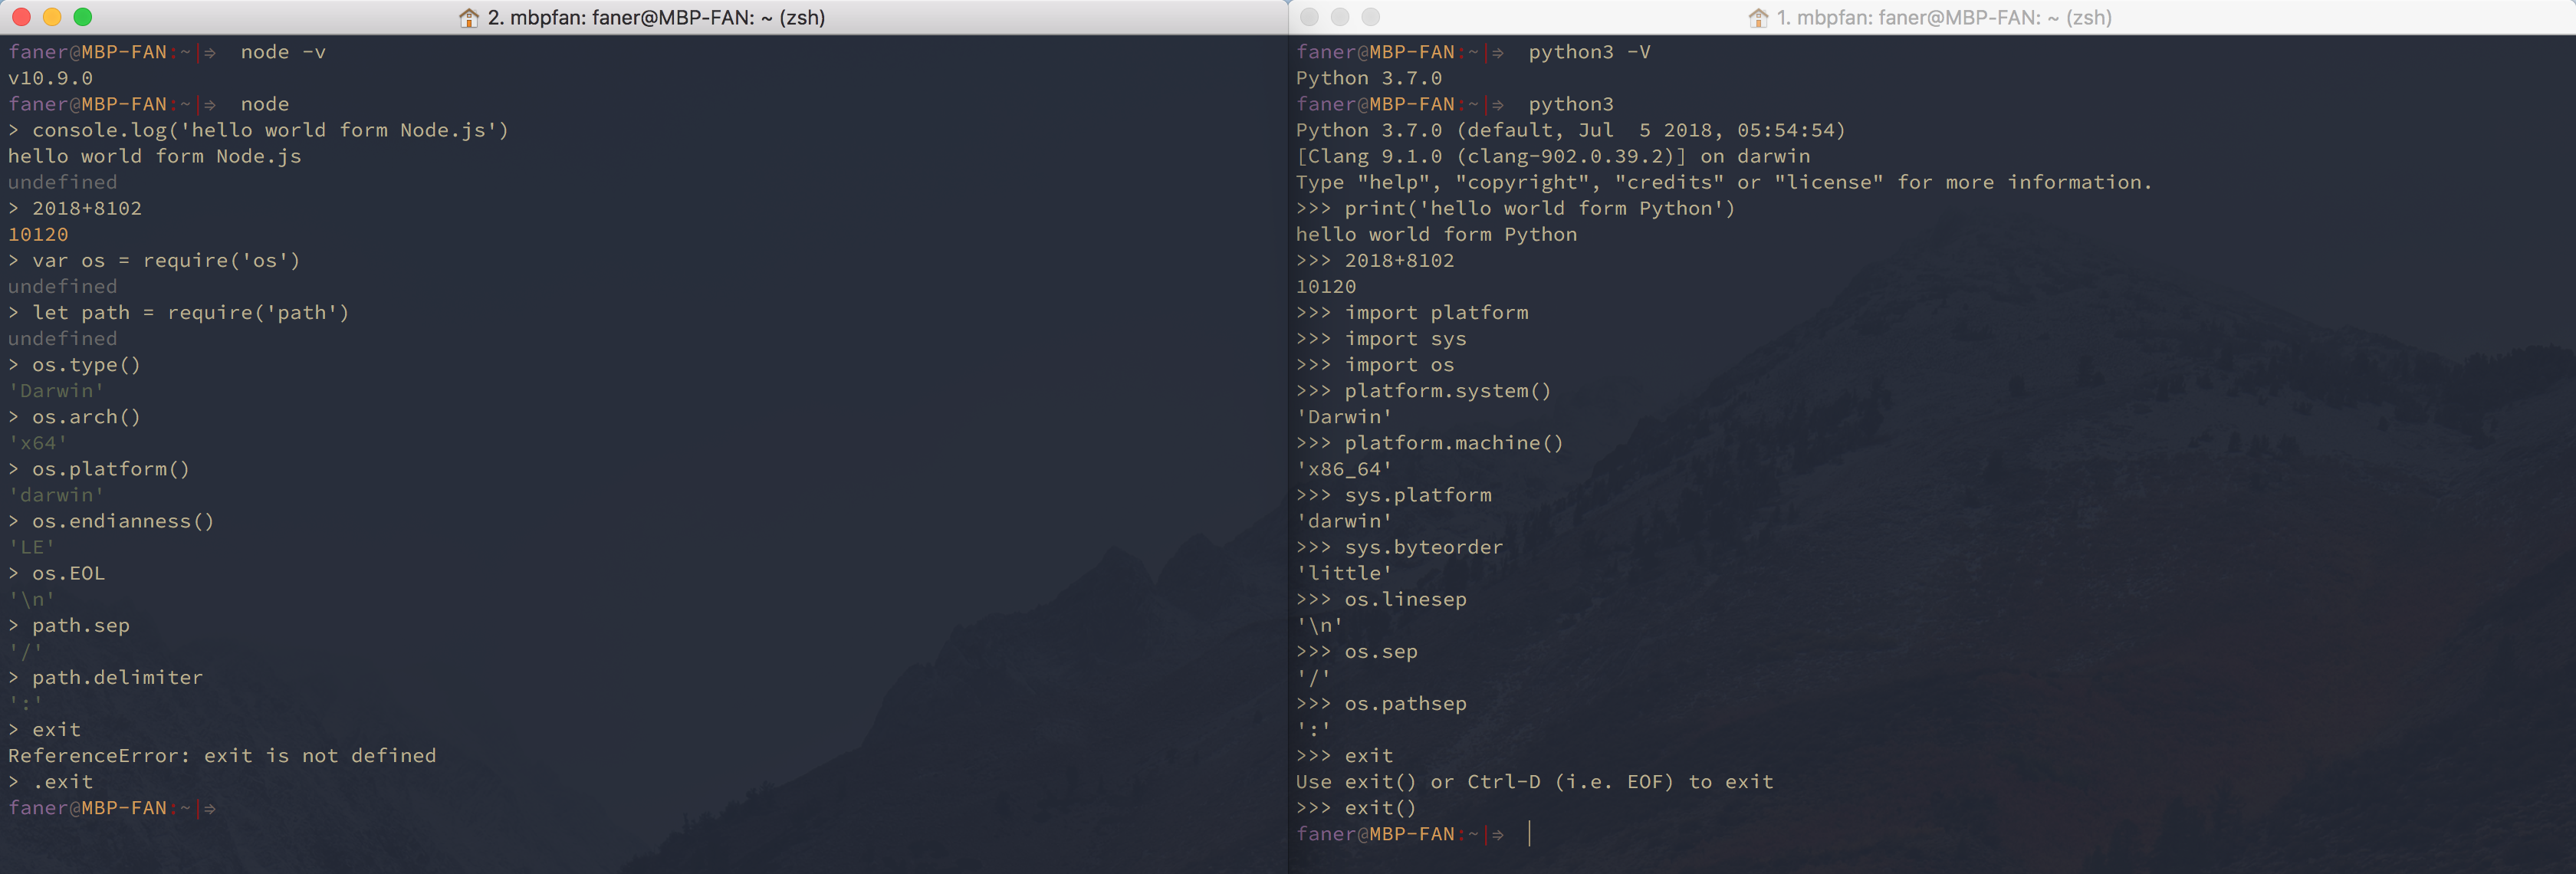 2. mbpfan: faner@MBP-FAN: ~ (zsh)
faner@MBP-FAN:~|⇒  node -v
v10.9.0
faner@MBP-FAN:~|⇒  node
> console.log('hello world form Node.js')
hello world form Node.js
undefined
> 2018+8102
10120
> var os = require('os')
undefined
> let path = require('path')
undefined
> os.type()
'Darwin'
> os.arch()
'x64'
> os.platform()
'darwin'
> os.endianness()
'LE'
> os.EOL
'\n'
> path.sep
'/'
> path.delimiter
':'
> exit
ReferenceError: exit is not defined
> .exit
faner@MBP-FAN:~|⇒
1. mbpfan: faner@MBP-FAN: ~ (zsh)
faner@MBP-FAN:~|⇒  python3 -V
Python 3.7.0
faner@MBP-FAN:~|⇒  python3
Python 3.7.0 (default, Jul  5 2018, 05:54:54)
[Clang 9.1.0 (clang-902.0.39.2)] on darwin
Type "help", "copyright", "credits" or "license" for more information.
>>> print('hello world form Python')
hello world form Python
>>> 2018+8102
10120
>>> import platform
>>> import sys
>>> import os
>>> platform.system()
'Darwin'
>>> platform.machine()
'x86_64'
>>> sys.platform
'darwin'
>>> sys.byteorder
'little'
>>> os.linesep
'\n'
>>> os.sep
'/'
>>> os.pathsep
':'
>>> exit
Use exit() or Ctrl-D (i.e. EOF) to exit
>>> exit()
faner@MBP-FAN:~|⇒